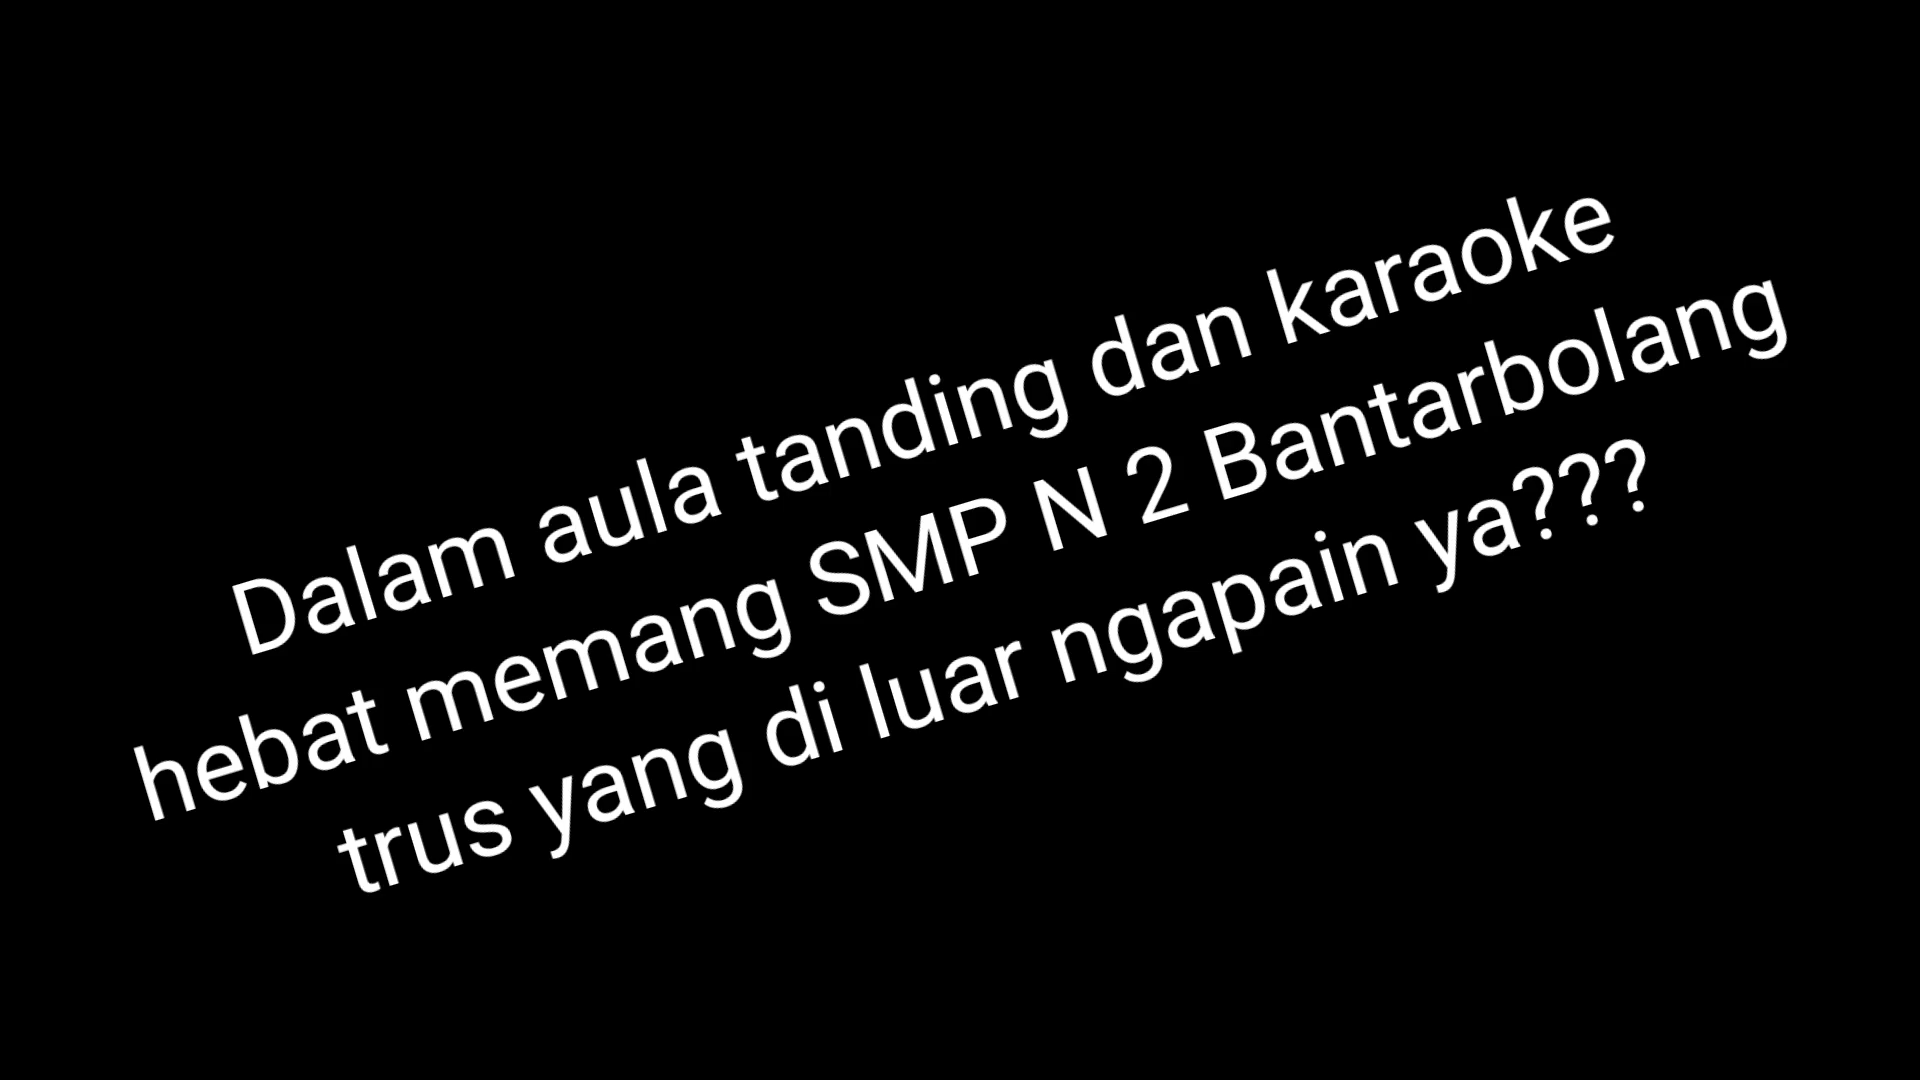 Dalam aula tanding dan karaoke
hebat memang SMP N 2 Bantarbolang
trus yang di luar ngapain ya???